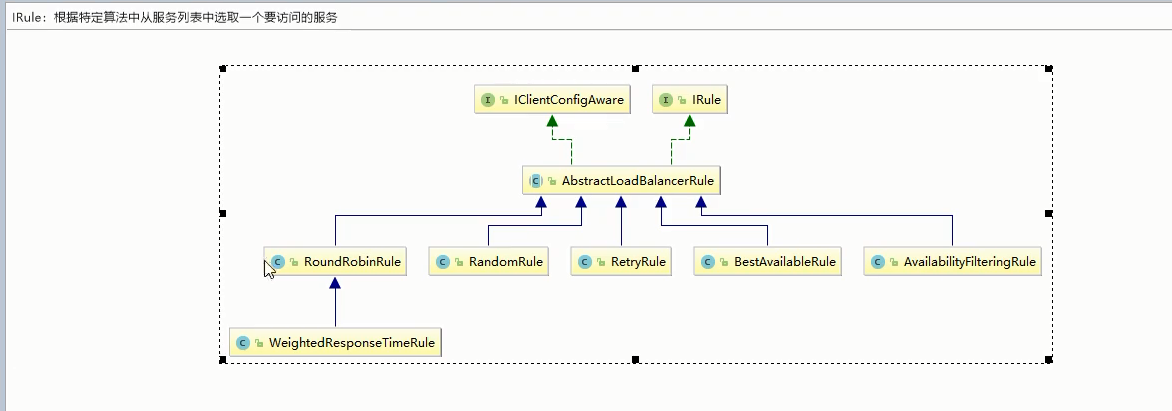 IRule：根据特定算法中从服务列表中选取一个要访问的服务
I IClientConfigAware
I IRule
C AbstractLoadBalancerRule
C RoundRobinRule
C RandomRule
C RetryRule
C BestAvailableRule
C AvailabilityFilteringRule
C WeightedResponseTimeRule